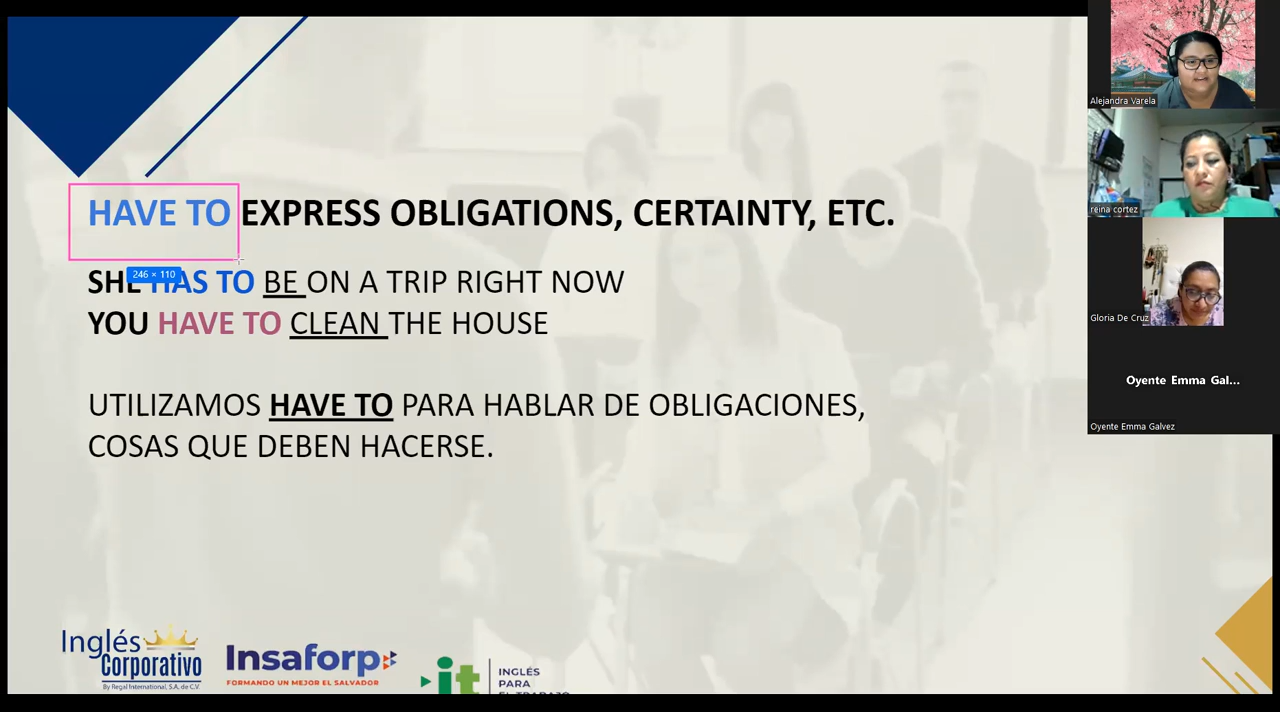 HAVE TO EXPRESS OBLIGATIONS, CERTAINTY, ETC.
SHE HAS TO BE ON A TRIP RIGHT NOW
246 × 110
YOU HAVE TO CLEAN THE HOUSE
UTILIZAMOS HAVE TO PARA HABLAR DE OBLIGACIONES,
COSAS QUE DEBEN HACERSE.
Inglés
Corporativo
By Regal International, S.A. de C.V.
Insaforp
FORMANDO UN MEJOR EL SALVADOR
it
INGLÉS
PARA
EL TRABAJO
Alejandra Varela
reina cortez
Gloria De Cruz
Oyente Emma Gal...
Oyente Emma Galvez